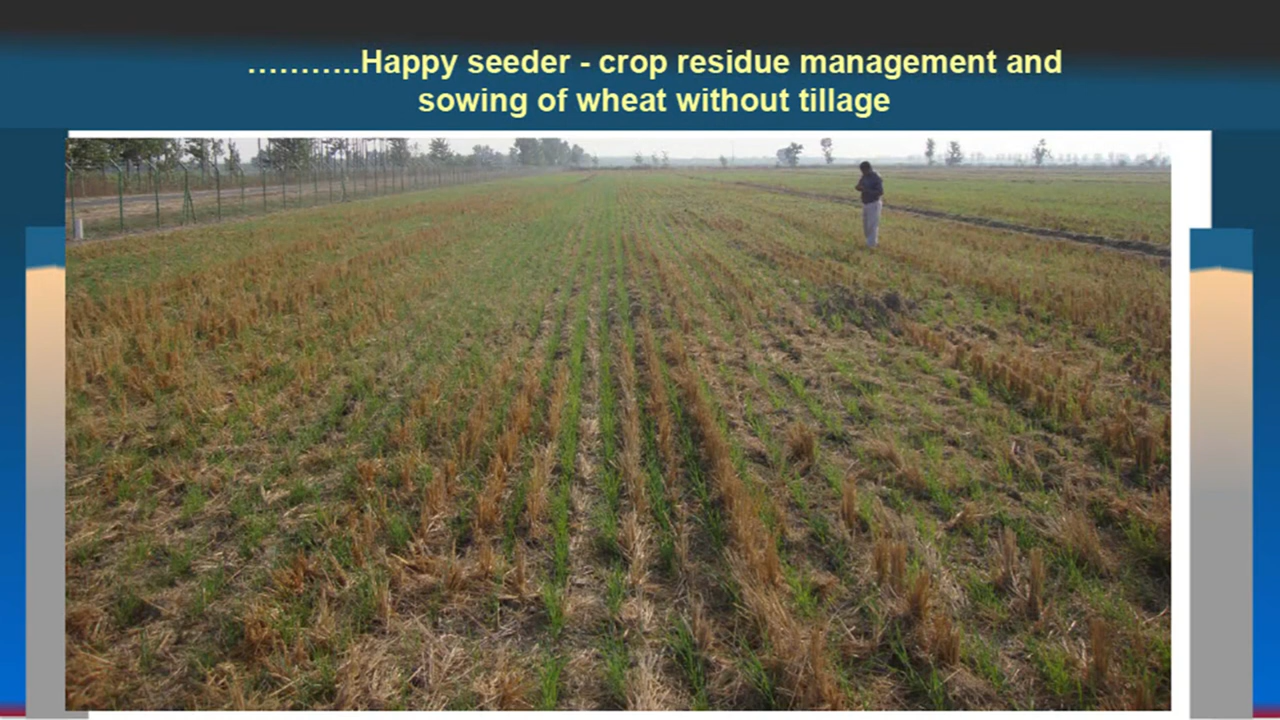 ………..Happy seeder - crop residue management and
sowing of wheat without tillage